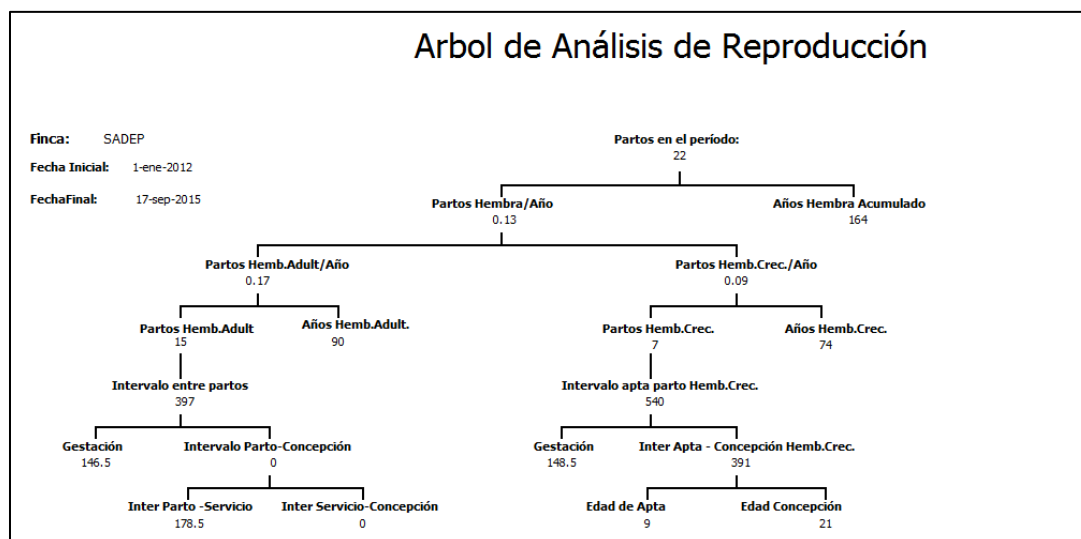 Arbol de Análisis de Reproducción
Finca: SADEP
Partos en el período:
22
Fecha Inicial: 1-ene-2012
FechaFinal: 17-sep-2015
Partos Hembra/Año
0.13
Años Hembra Acumulado
164
Partos Hemb.Adult/Año
0.17
Partos Hemb.Crec./Año
0.09
Partos Hemb.Adult
15
Años Hemb.Adult.
90
Partos Hemb.Crec.
7
Años Hemb.Crec.
74
Intervalo entre partos
397
Intervalo apta parto Hemb.Crec.
540
Gestación
146.5
Intervalo Parto-Concepción
0
Gestación
148.5
Inter Apta - Concepción Hemb.Crec.
391
Inter Parto -Servicio
178.5
Inter Servicio-Concepción
0
Edad de Apta
9
Edad Concepción
21